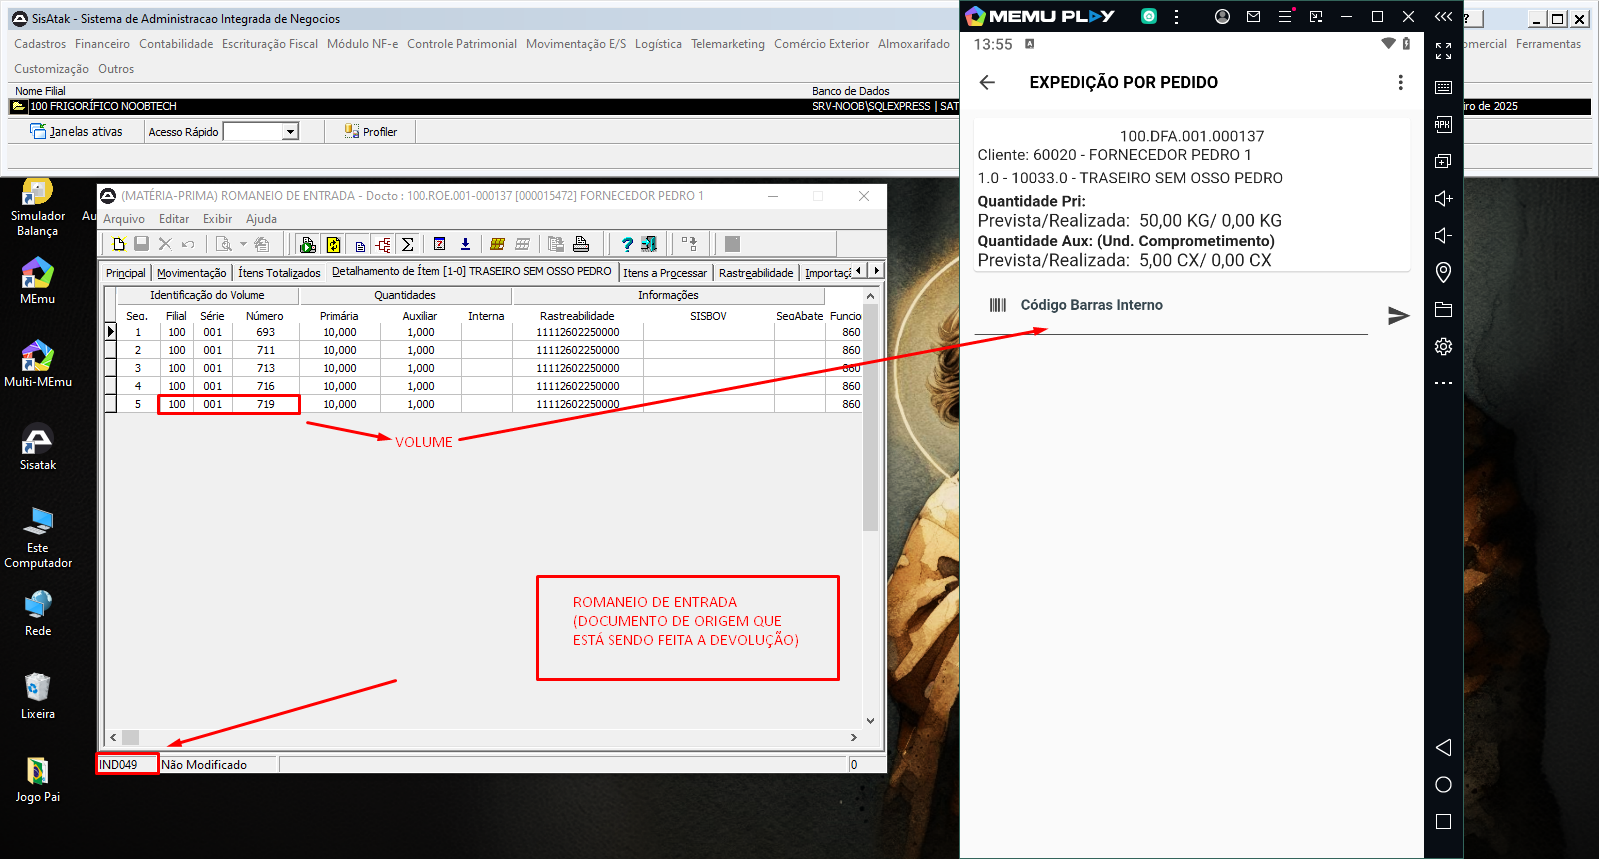 SisAtak - Sistema de Administracao Integrada de Negocios
Cadastros Financeiro Contabilidade Escrituração Fiscal Módulo NF-e Controle Patrimonial Movimentação E/S Logística Telemarketing Comércio Exterior Almoxarifado
omercial Ferramentas
Customização Outros
Nome Filial Banco de Dados
100 FRIGORÍFICO NOOBTECH SRV-NOOB\SQLEXPRESS | SAT
iro de 2025
Janelas ativas Acesso Rápido Profiler
Simulador
Balança
Au
MEmu
Multi-MEmu
Sisatak
Este
Computador
Rede
Lixeira
Jogo Pai
(MATÉRIA-PRIMA) ROMANEIO DE ENTRADA - Docto : 100.ROE.001-000137 [000015472] FORNECEDOR PEDRO 1
Arquivo Editar Exibir Ajuda
Principal Movimentação Ítens Totalizados Detalhamento de Ítem [1-0] TRASEIRO SEM OSSO PEDRO Itens a Processar Rastreabilidade Importaçã
Identificação do Volume Quantidades Informações
Seq. Filial Série Número Primária Auxiliar Interna Rastreabilidade SISBOV SeqAbate Funcio
1 100 001 693 10,000 1,000 11112602250000 860
2 100 001 711 10,000 1,000 11112602250000 860
3 100 001 713 10,000 1,000 11112602250000 860
4 100 001 716 10,000 1,000 11112602250000 860
5 100 001 719 10,000 1,000 11112602250000 860
VOLUME
ROMANEIO DE ENTRADA
(DOCUMENTO DE ORIGEM QUE
ESTÁ SENDO FEITA A DEVOLUÇÃO)
IND049 Não Modificado 0
MEMU PLAY
13:55
EXPEDIÇÃO POR PEDIDO
100.DFA.001.000137
Cliente: 60020 - FORNECEDOR PEDRO 1
1.0 - 10033.0 - TRASEIRO SEM OSSO PEDRO
Quantidade Pri:
Prevista/Realizada: 50,00 KG/ 0,00 KG
Quantidade Aux: (Und. Comprometimento)
Prevista/Realizada: 5,00 CX/ 0,00 CX
Código Barras Interno
APK